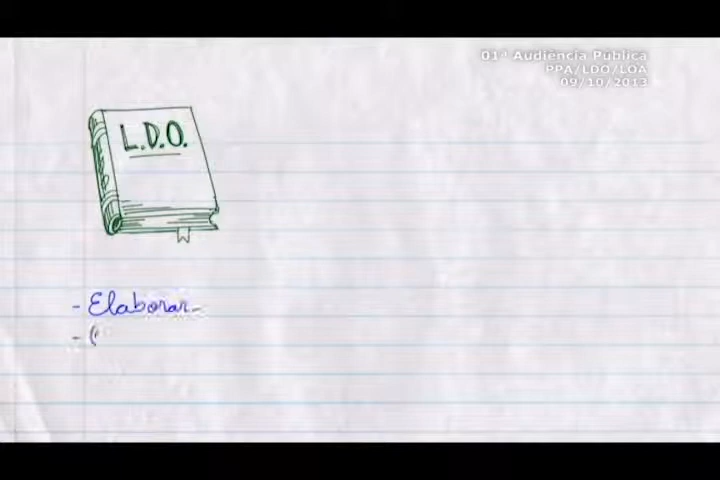 01ª Audiência Pública
PPA/LDO/LOA
09/10/2013
L.D.O.
- Elaborar
-